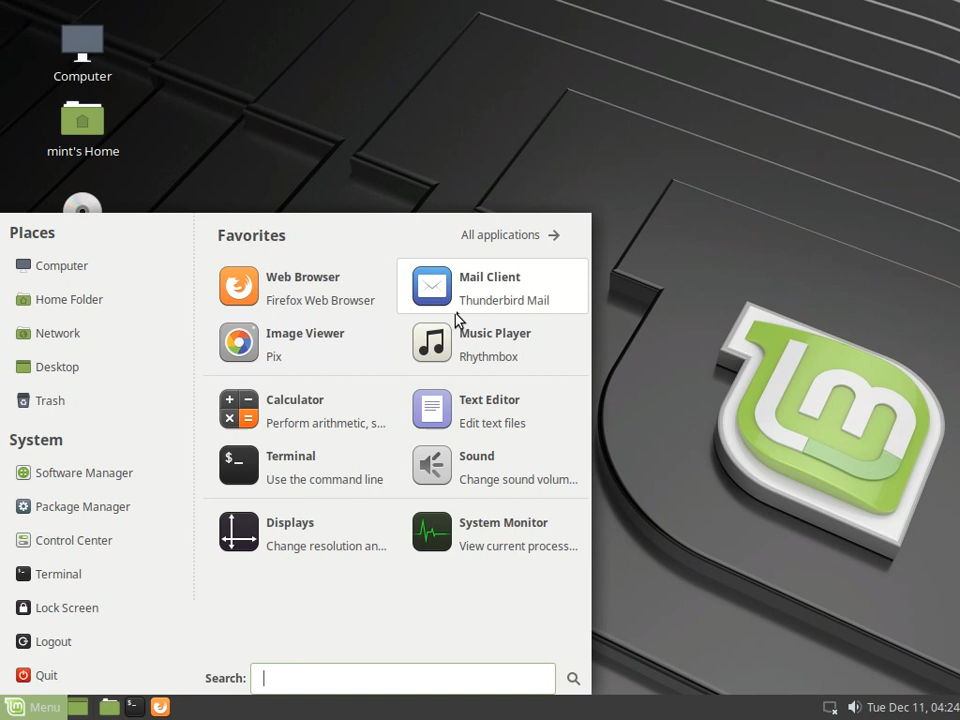 Computer
mint's Home
Places
Computer
Home Folder
Network
Desktop
Trash
System
Software Manager
Package Manager
Control Center
Terminal
Lock Screen
Logout
Quit
Favorites
All applications
Web Browser
Firefox Web Browser
Mail Client
Thunderbird Mail
Image Viewer
Pix
Music Player
Rhythmbox
Calculator
Perform arithmetic, s...
Text Editor
Edit text files
Terminal
Use the command line
Sound
Change sound volum...
Displays
Change resolution an...
System Monitor
View current process...
Search:
Menu
Tue Dec 11, 04:24